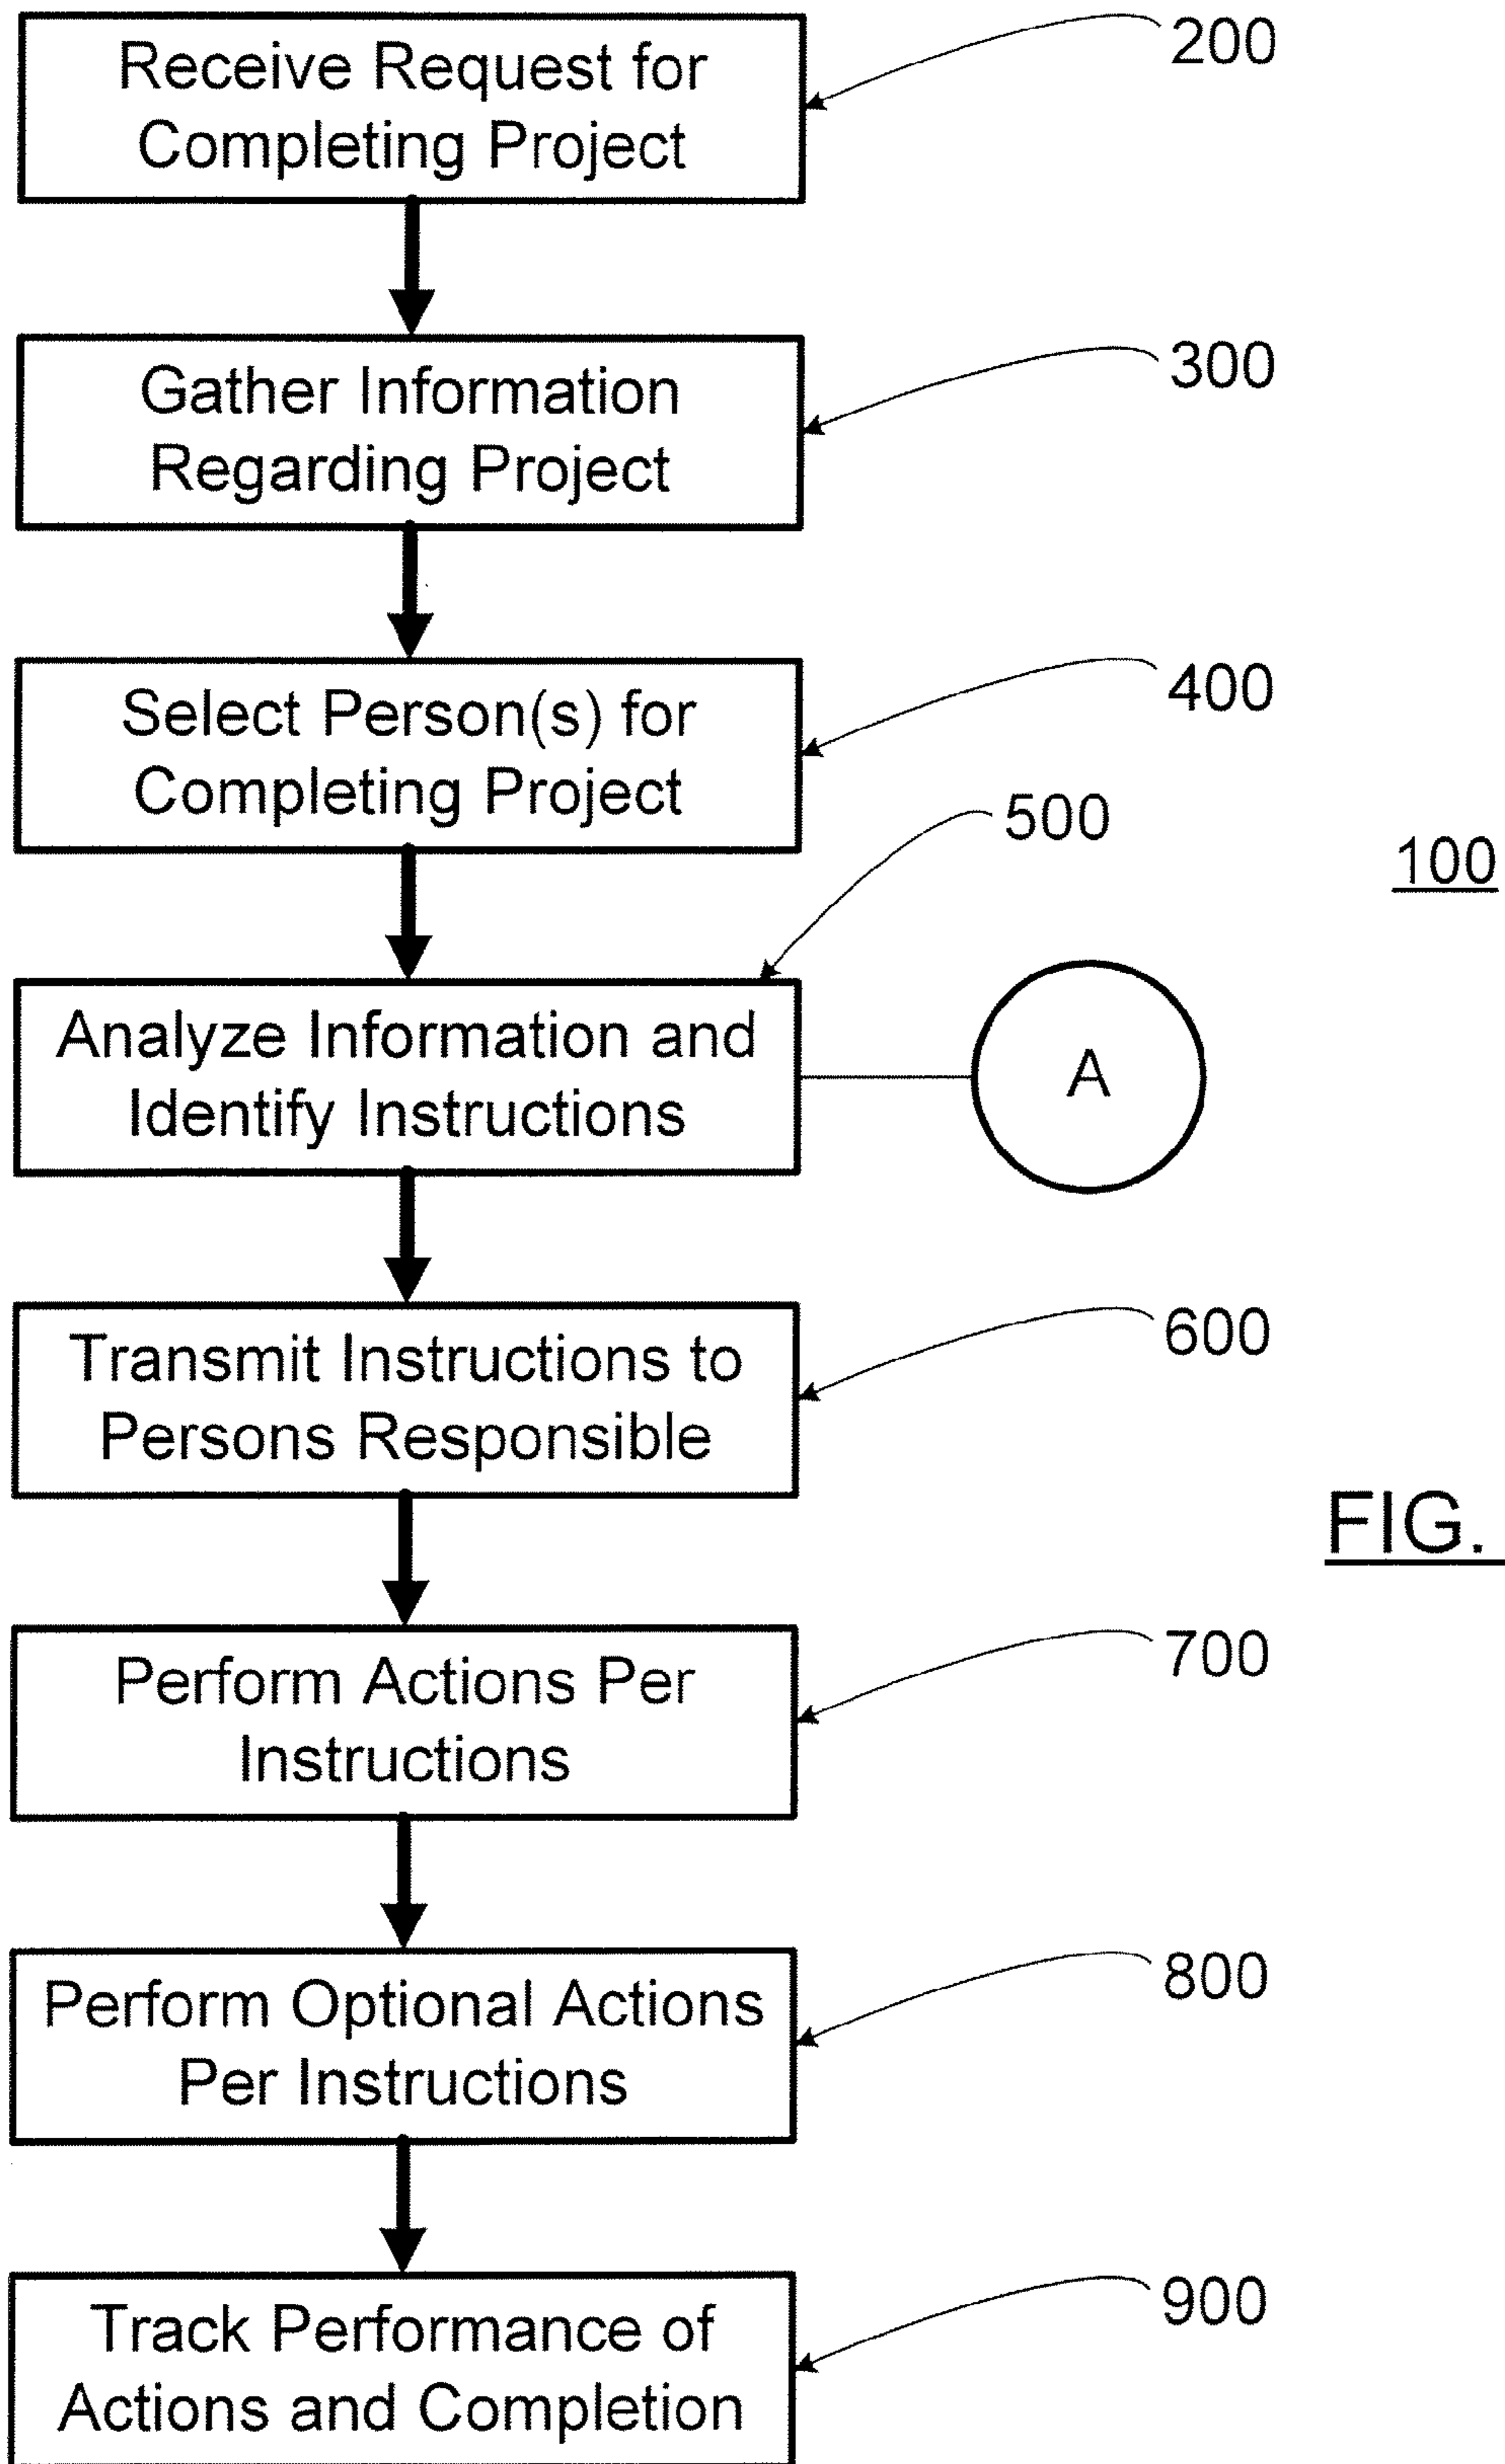 Receive Request for
Completing Project
200
Gather Information
Regarding Project
300
Select Person(s) for
Completing Project
400
500
100
Analyze Information and
Identify Instructions
A
Transmit Instructions to
Persons Responsible
600
FIG.
Perform Actions Per
Instructions
700
Perform Optional Actions
Per Instructions
800
Track Performance of
Actions and Completion
900